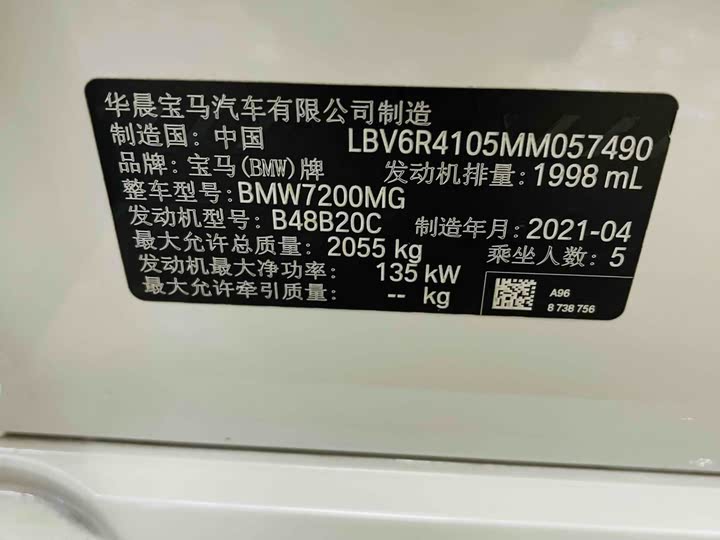 华晨宝马汽车有限公司制造
制造国: 中国 LBV6R4105MM057490
品牌: 宝马(BMW)牌 发动机排量: 1998 mL
整车型号: BMW7200MG
发动机型号: B48B20C 制造年月: 2021-04
最大允许总质量: 2055 kg 乘坐人数: 5
发动机最大净功率: 135 kW
最大允许牵引质量: -- kg
A96
8 738 756